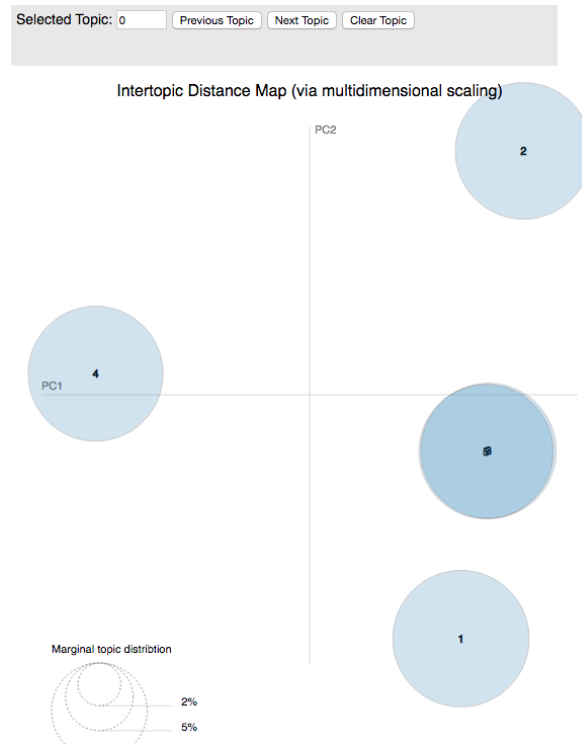 Selected Topic: 0 Previous Topic Next Topic Clear Topic
Intertopic Distance Map (via multidimensional scaling)
PC2
2
4
PC1
1
Marginal topic distribtion
2%
5%